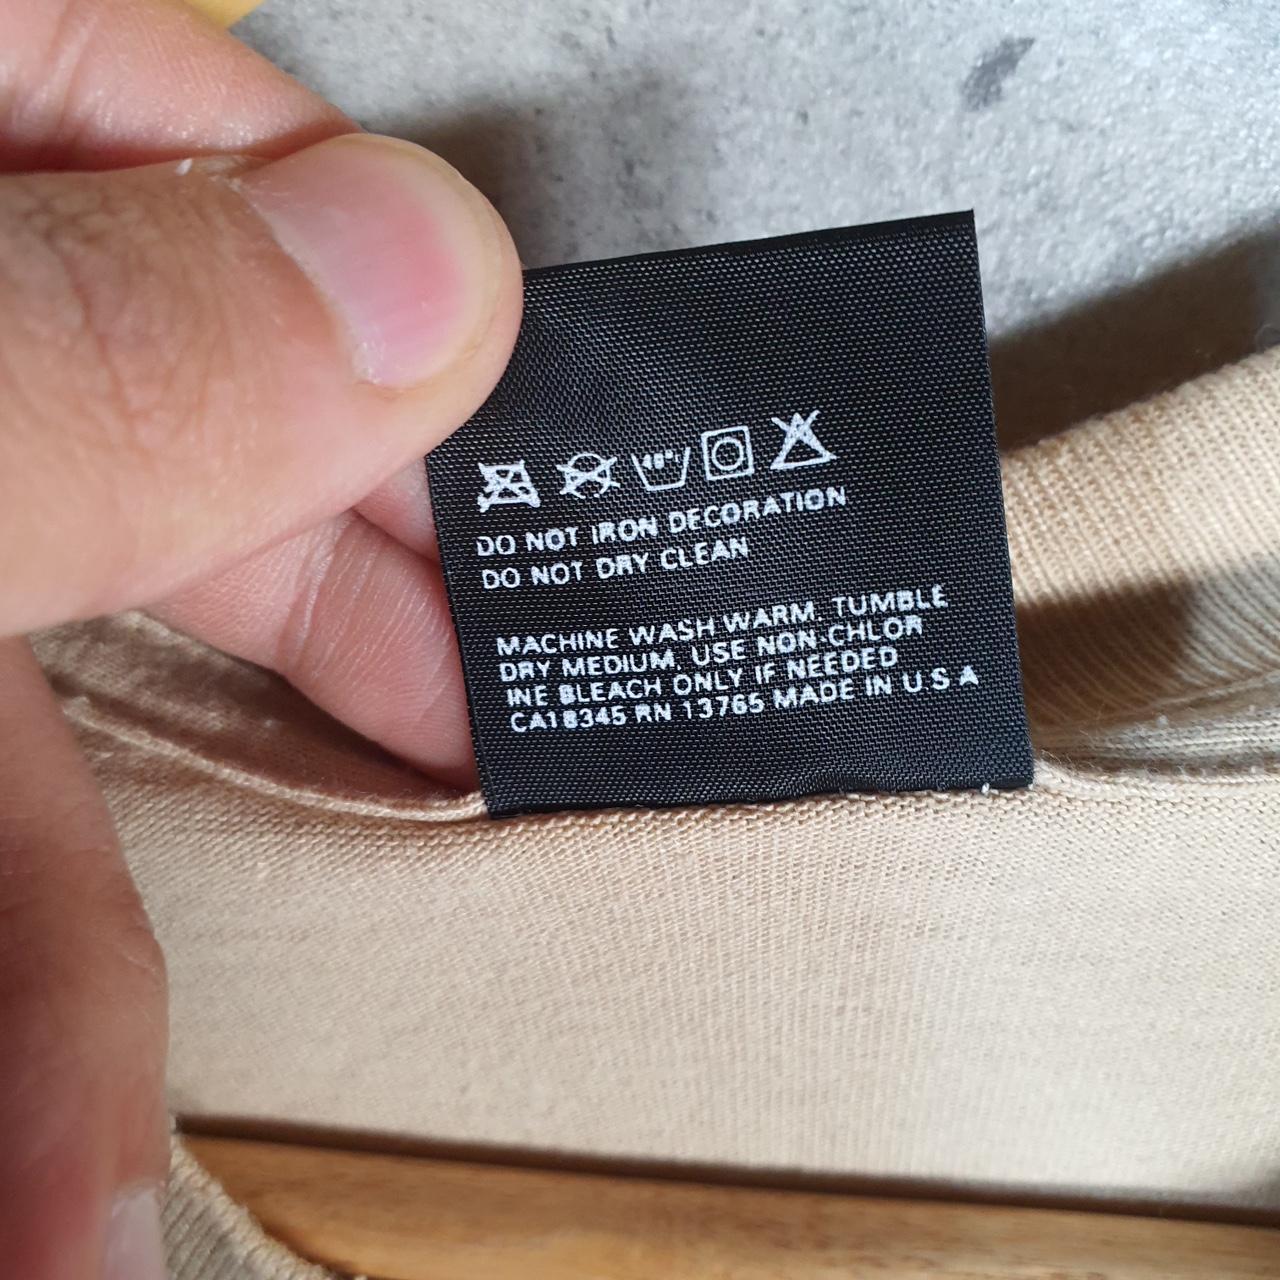 40°
DO NOT IRON DECORATION
DO NOT DRY CLEAN
MACHINE WASH WARM. TUMBLE
DRY MEDIUM. USE NON-CHLOR
INE BLEACH ONLY IF NEEDED
CA18345 RN 13765 MADE IN U.S.A